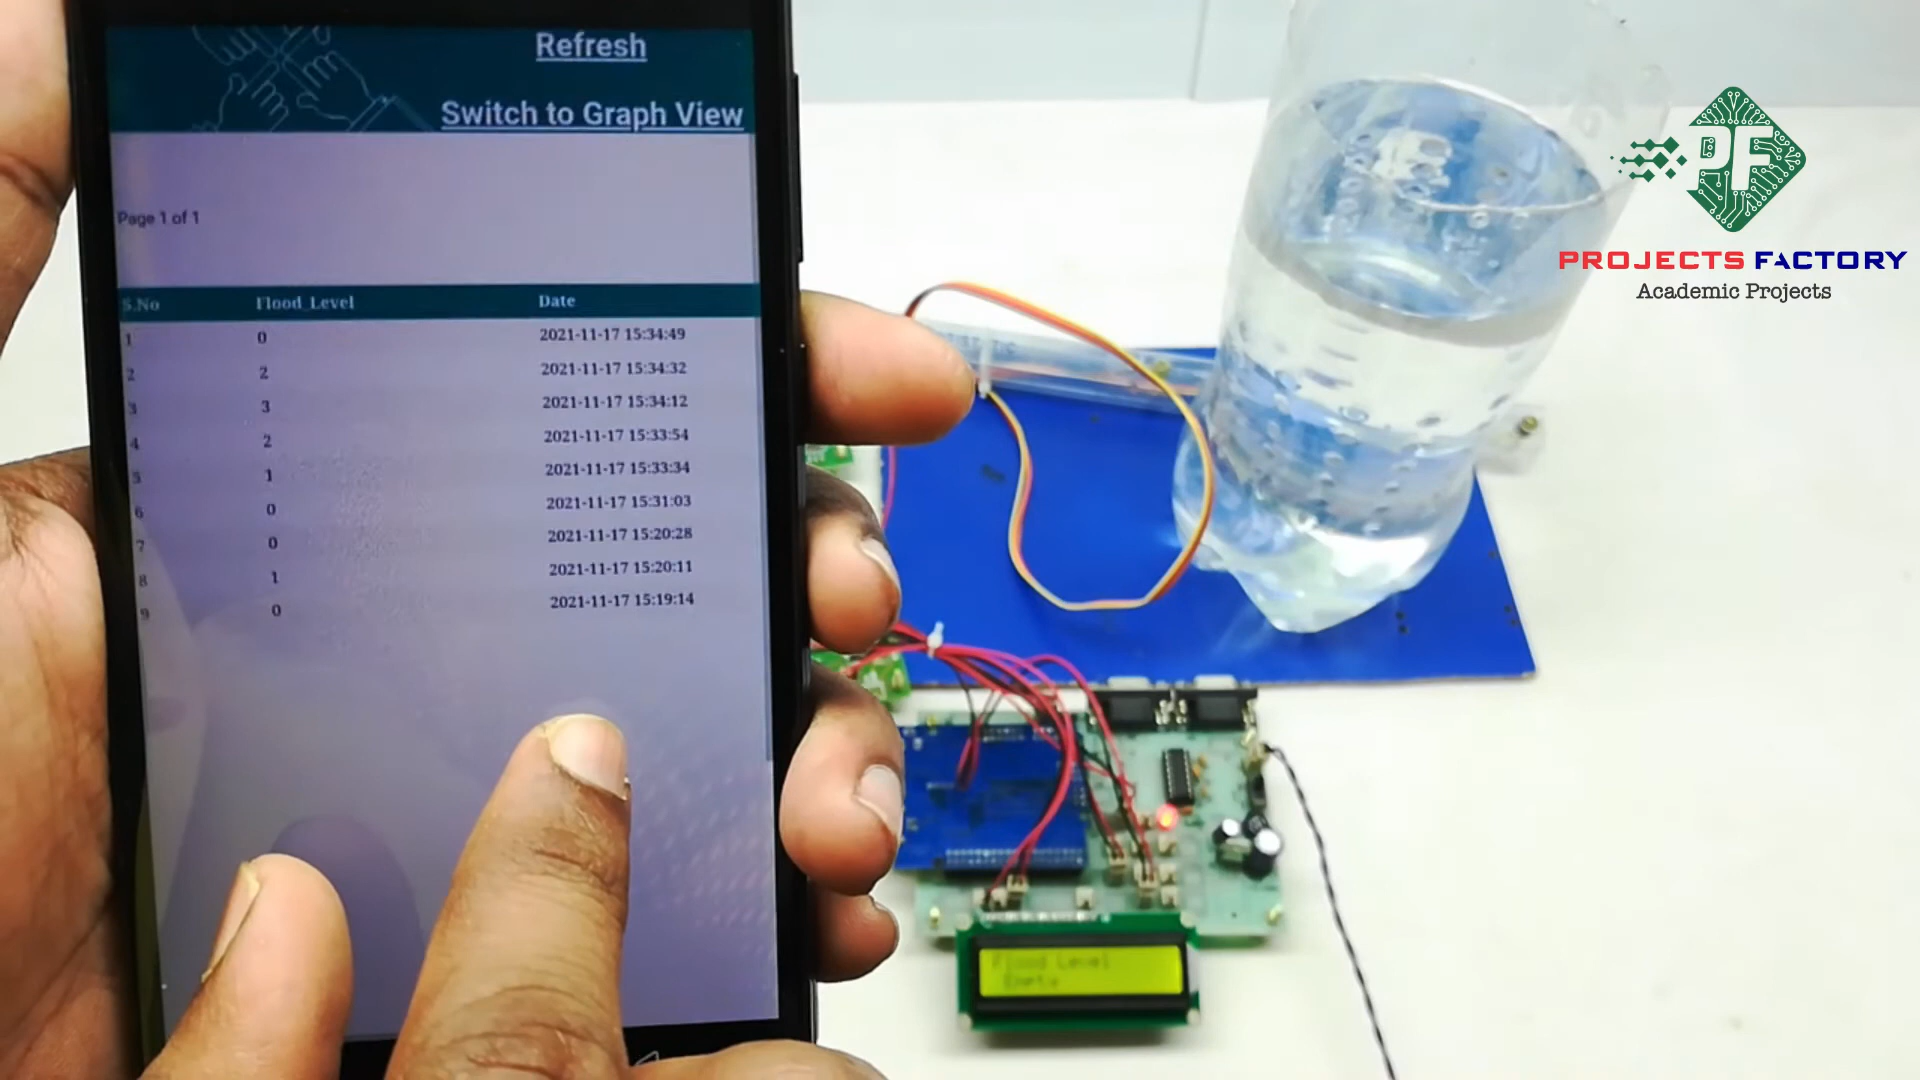 Refresh
Switch to Graph View
Page 1 of 1
S.No Flood_Level Date
1 0 2021-11-17 15:34:49
2 2 2021-11-17 15:34:32
3 3 2021-11-17 15:34:12
4 2 2021-11-17 15:33:54
5 1 2021-11-17 15:33:34
6 0 2021-11-17 15:31:03
7 0 2021-11-17 15:20:28
8 1 2021-11-17 15:20:11
9 0 2021-11-17 15:19:14
PF
PROJECTS FACTORY
Academic Projects
Flood Level
Empty